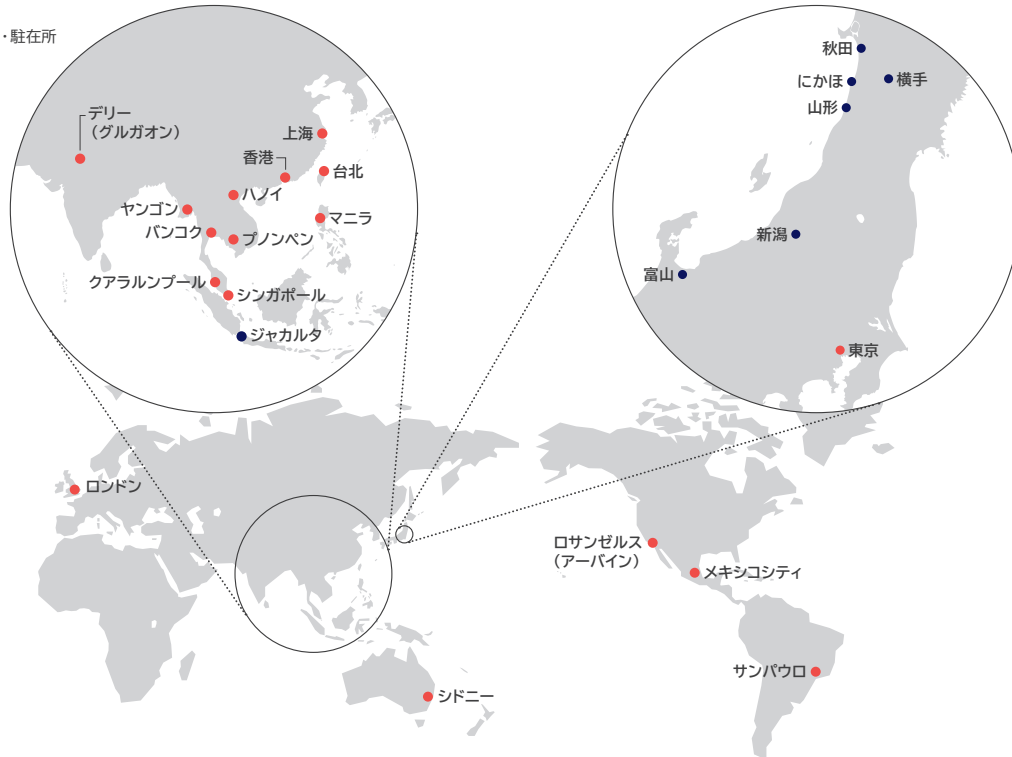 ・駐在所
デリー
（グルガオン）
上海
香港
台北
ハノイ
ヤンゴン
マニラ
バンコク
プノンペン
クアラルンプール
シンガポール
ジャカルタ
秋田
にかほ
横手
山形
新潟
富山
東京
ロンドン
ロサンゼルス
（アーバイン）
メキシコシティ
サンパウロ
シドニー